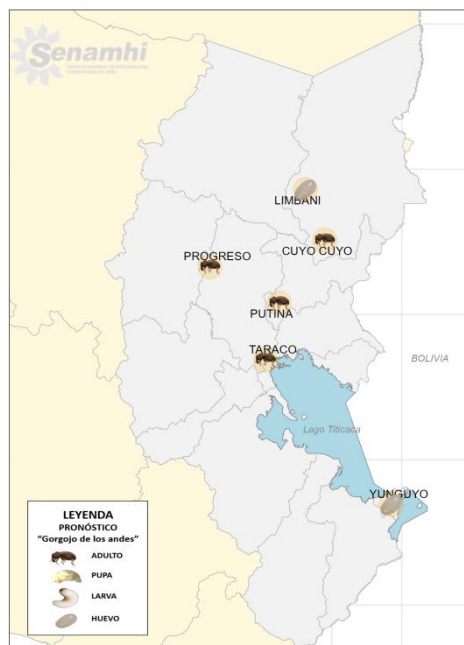 Senamhi
LIMBANI
CUYO CUYO
PROGRESO
PUTINA
TARACO
BOLIVIA
Lago Titicaca
YUNGUYO
LEYENDA
PRONÓSTICO
“Gorgojo de los andes”
ADULTO
PUPA
LARVA
HUEVO